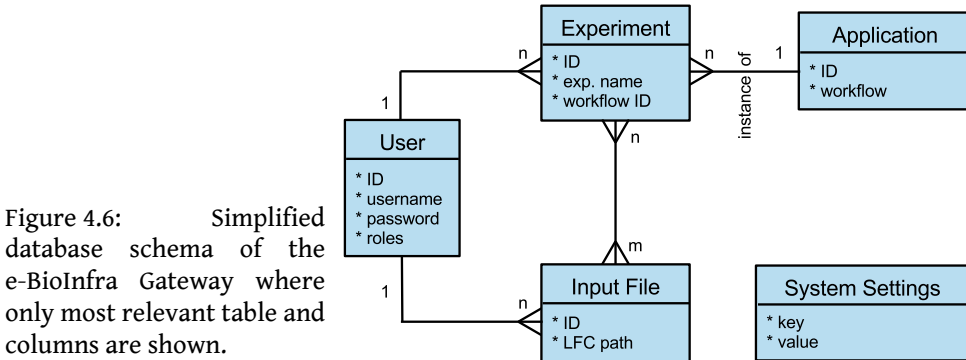 Experiment
* ID
* exp. name
* workflow ID
Application
* ID
* workflow
n
n
1
instance of
1
n
User
* ID
* username
* password
* roles
1
n
m
Input File
* ID
* LFC path
System Settings
* key
* value
Figure 4.6: Simplified
database schema of the
e-BioInfra Gateway where
only most relevant table and
columns are shown.